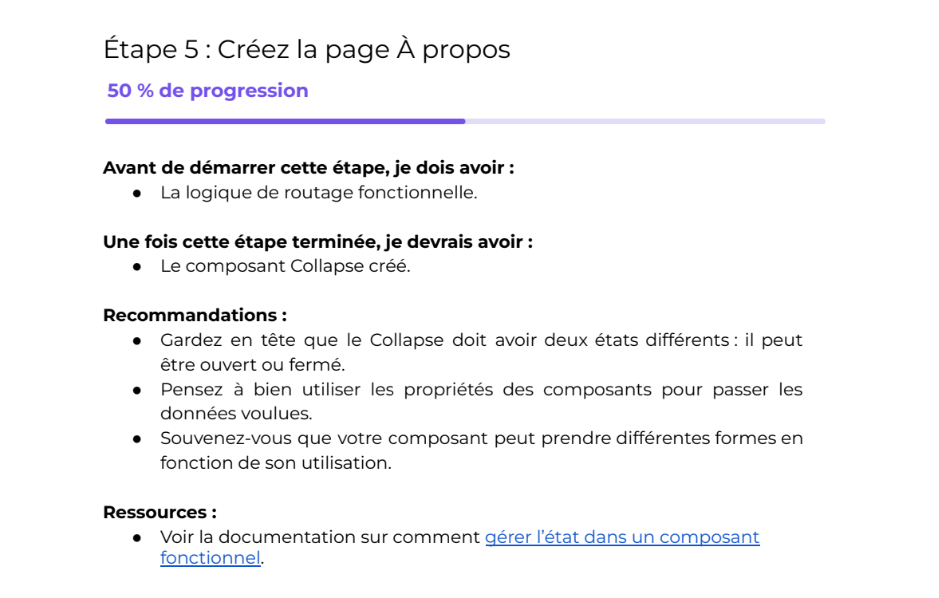 Étape 5 : Créez la page À propos
50 % de progression
Avant de démarrer cette étape, je dois avoir :
● La logique de routage fonctionnelle.
Une fois cette étape terminée, je devrais avoir :
● Le composant Collapse créé.
Recommandations :
● Gardez en tête que le Collapse doit avoir deux états différents : il peut
être ouvert ou fermé.
● Pensez à bien utiliser les propriétés des composants pour passer les
données voulues.
● Souvenez-vous que votre composant peut prendre différentes formes en
fonction de son utilisation.
Ressources :
● Voir la documentation sur comment gérer l'état dans un composant
fonctionnel.